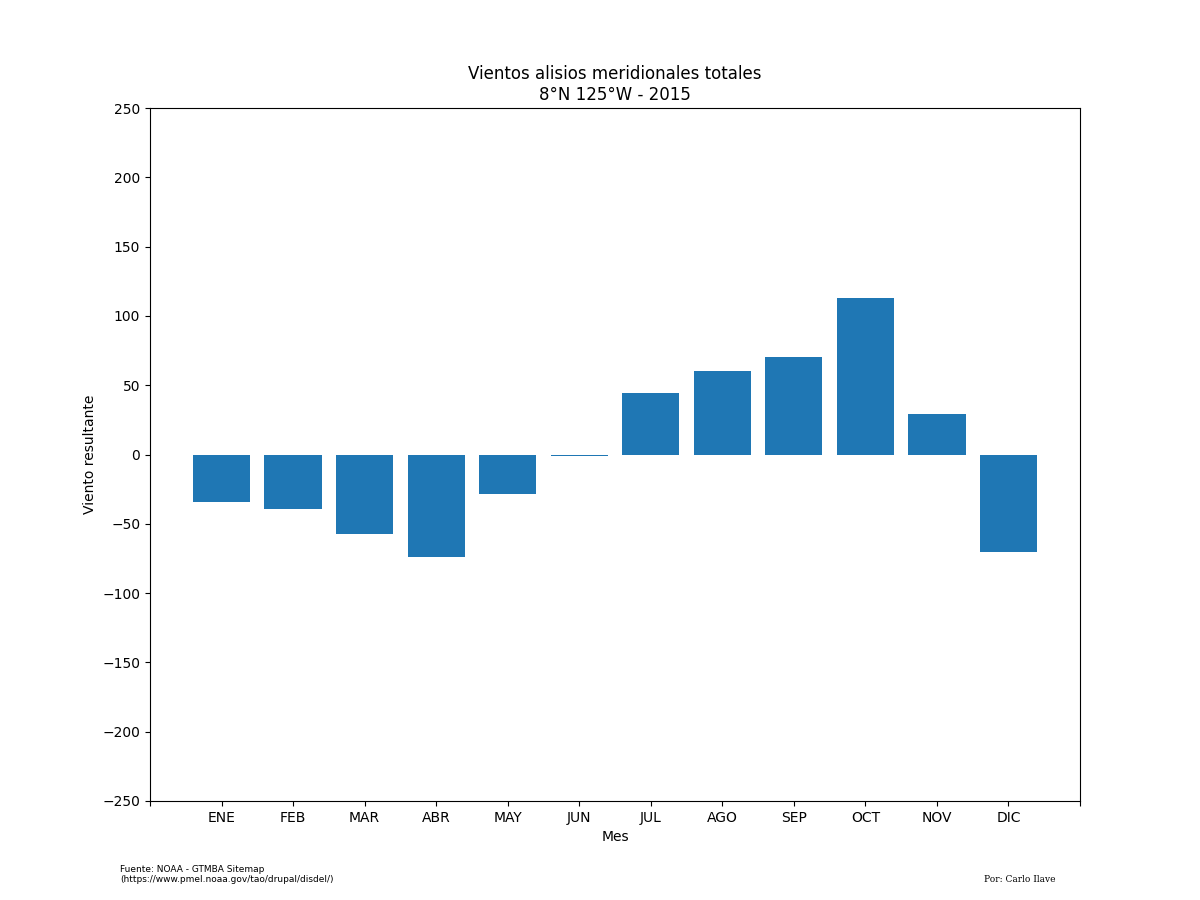 Vientos alisios meridionales totales
8°N 125°W - 2015
250
200
150
100
50
0
−50
−100
−150
−200
−250
Viento resultante
ENE FEB MAR ABR MAY JUN JUL AGO SEP OCT NOV DIC
Mes
Fuente: NOAA - GTMBA Sitemap
(https://www.pmel.noaa.gov/tao/drupal/disdel/)
Por: Carlo Ilave